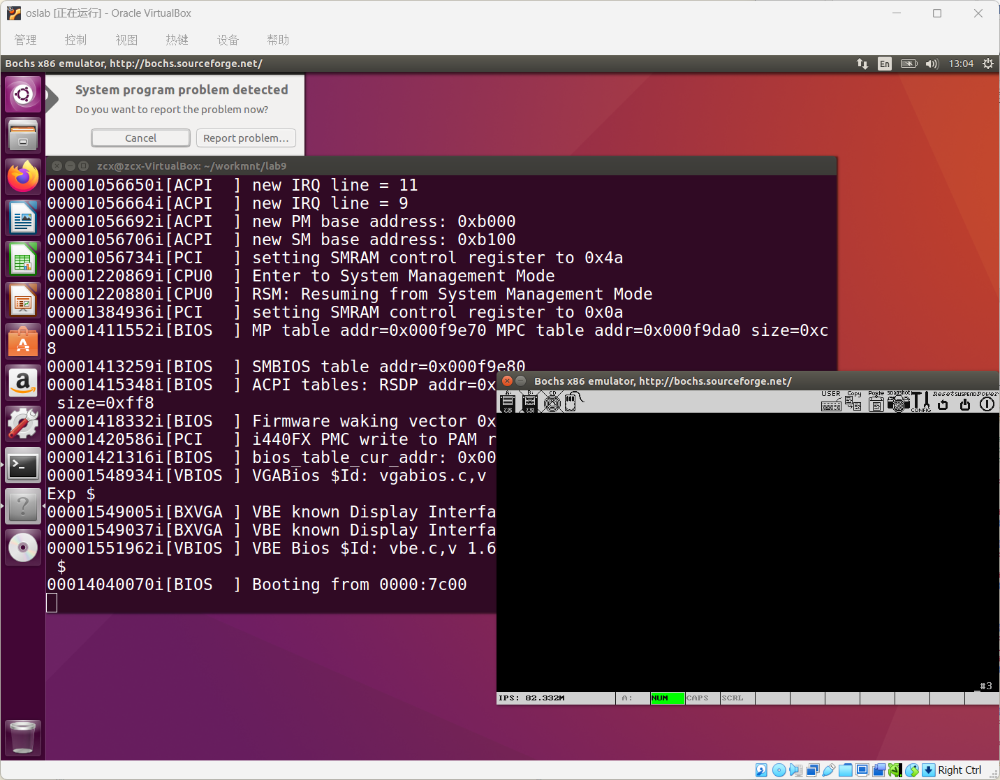 oslab [正在运行] - Oracle VirtualBox
管理 控制 视图 热键 设备 帮助
Bochs x86 emulator, http://bochs.sourceforge.net/ En 13:04
System program problem detected
Do you want to report the problem now?
Cancel Report problem…
zcx@zcx-VirtualBox: ~/workmnt/lab9
00001056650i[ACPI  ] new IRQ line = 11
00001056664i[ACPI  ] new IRQ line = 9
00001056692i[ACPI  ] new PM base address: 0xb000
00001056706i[ACPI  ] new SM base address: 0xb100
00001056734i[PCI   ] setting SMRAM control register to 0x4a
00001220869i[CPU0  ] Enter to System Management Mode
00001220880i[CPU0  ] RSM: Resuming from System Management Mode
00001384936i[PCI   ] setting SMRAM control register to 0x0a
00001411552i[BIOS  ] MP table addr=0x000f9e70 MPC table addr=0x000f9da0 size=0xc
8
00001413259i[BIOS  ] SMBIOS table addr=0x000f9e80
00001415348i[BIOS  ] ACPI tables: RSDP addr=0x
size=0xff8
00001418332i[BIOS  ] Firmware waking vector 0x
00001420586i[PCI   ] i440FX PMC write to PAM r
00001421316i[BIOS  ] bios_table_cur_addr: 0x00
00001548934i[VBIOS ] VGABios $Id: vgabios.c,v
Exp $
00001549005i[BXVGA ] VBE known Display Interfa
00001549037i[BXVGA ] VBE known Display Interfa
00001551962i[VBIOS ] VBE Bios $Id: vbe.c,v 1.6
$
00014040070i[BIOS  ] Booting from 0000:7c00
Bochs x86 emulator, http://bochs.sourceforge.net/
A: B: CD USER Copy Poste snapshot CONFIG Reset SUSPEND Power
_#3
IPS: 82.332M A: NUM CAPS SCRL
Right Ctrl